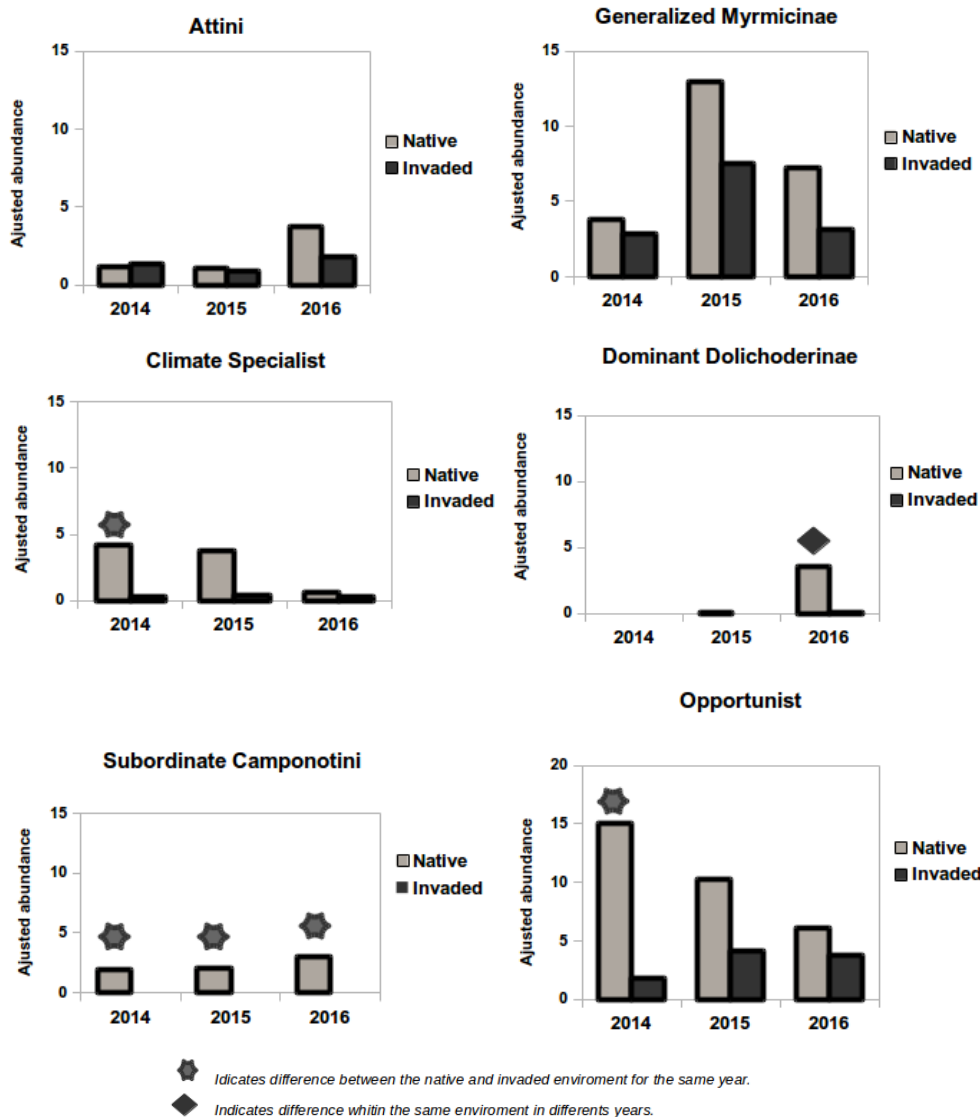 Attini
15
10
5
0
Ajusted abundance
2014 2015 2016
Native
Invaded
Generalized Myrmicinae
15
10
5
0
Ajusted abundance
2014 2015 2016
Native
Invaded
Climate Specialist
15
10
5
0
Ajusted abundance
2014 2015 2016
Native
Invaded
Dominant Dolichoderinae
15
10
5
0
Ajusted abundance
2014 2015 2016
Native
Invaded
Subordinate Camponotini
15
10
5
0
Ajusted abundance
2014 2015 2016
Native
Invaded
Opportunist
20
15
10
5
0
Ajusted abundance
2014 2015 2016
Native
Invaded
Idicates difference between the native and invaded enviroment for the same year.
Indicates difference whitin the same enviroment in differents years.